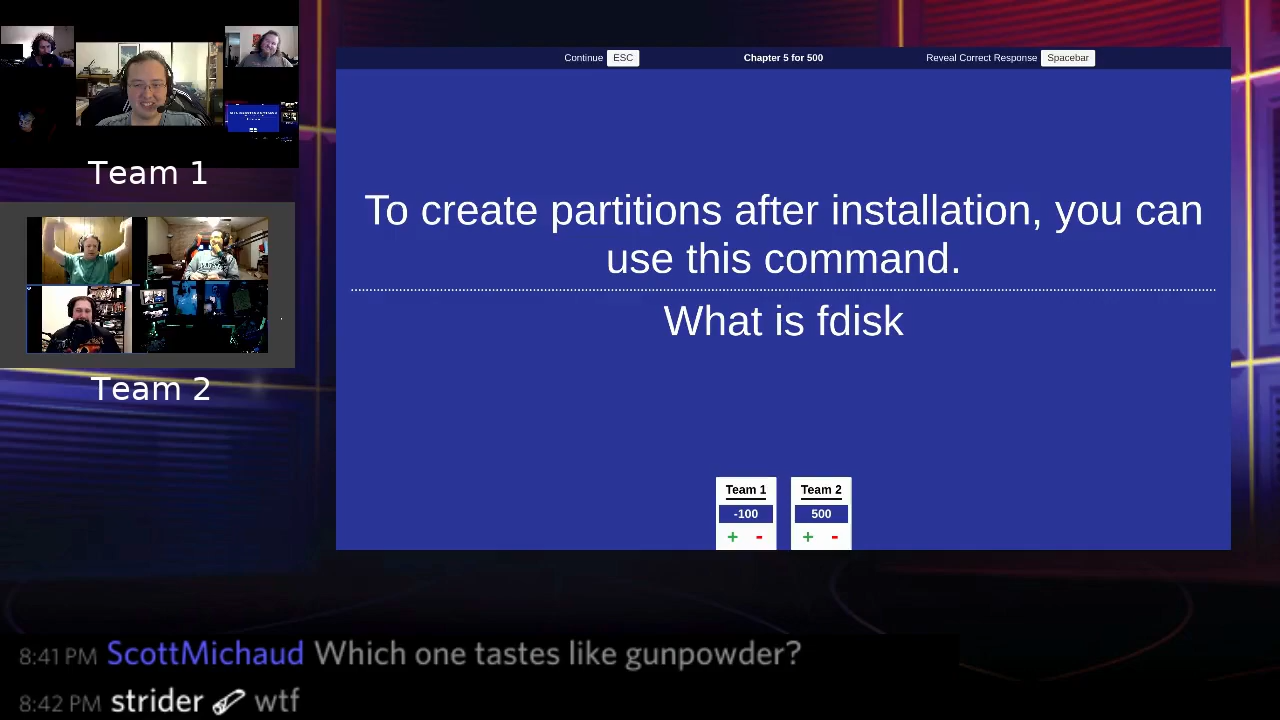 Continue ESC
Chapter 5 for 500
Reveal Correct Response Spacebar
Team 1
Team 2
To create partitions after installation, you can
use this command.
What is fdisk
Team 1
-100
+ -
Team 2
500
+ -
8:41 PM ScottMichaud Which one tastes like gunpowder?
8:42 PM strider wtf